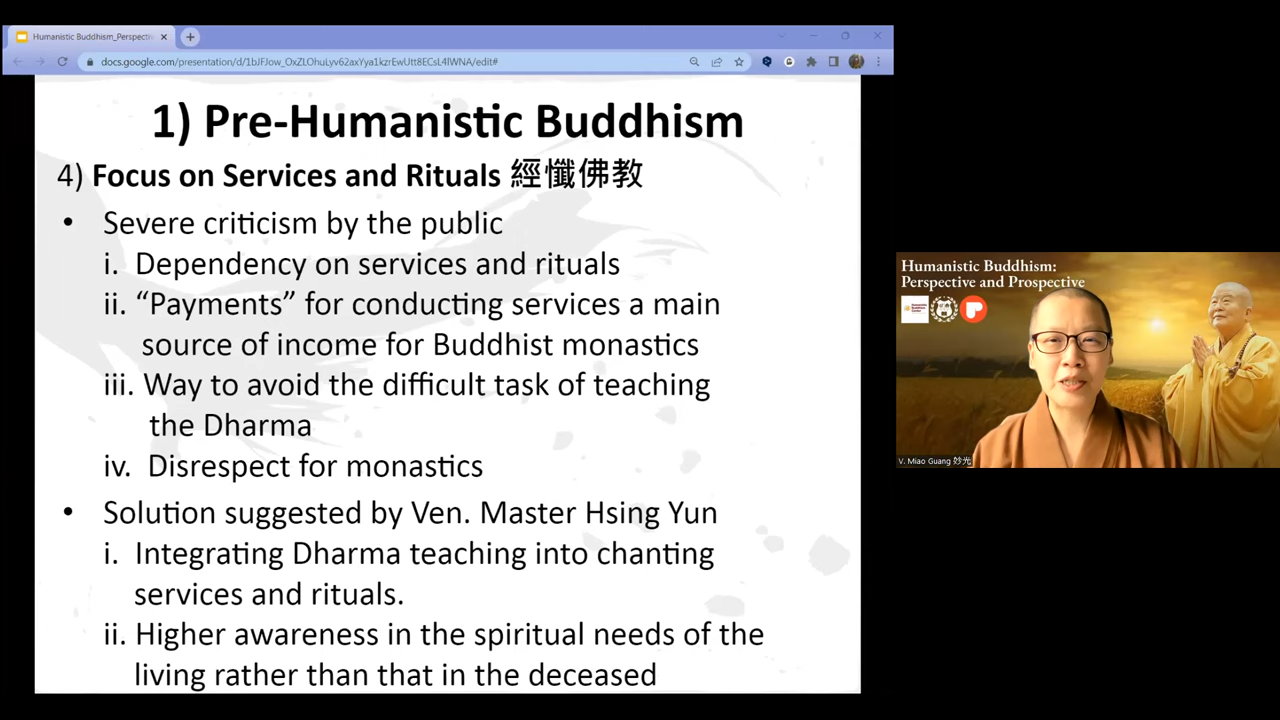 Humanistic Buddhism_Perspectiv
docs.google.com/presentation/d/1bJFJow_OxZLOhuLyv62axYya1kzrEwUtt8ECsL4lWNA/edit#
1) Pre-Humanistic Buddhism
4) Focus on Services and Rituals 經懺佛教
• Severe criticism by the public
i. Dependency on services and rituals
ii. “Payments” for conducting services a main
source of income for Buddhist monastics
iii. Way to avoid the difficult task of teaching
the Dharma
iv. Disrespect for monastics
• Solution suggested by Ven. Master Hsing Yun
i. Integrating Dharma teaching into chanting
services and rituals.
ii. Higher awareness in the spiritual needs of the
living rather than that in the deceased
Humanistic Buddhism:
Perspective and Prospective
V. Miao Guang 妙光